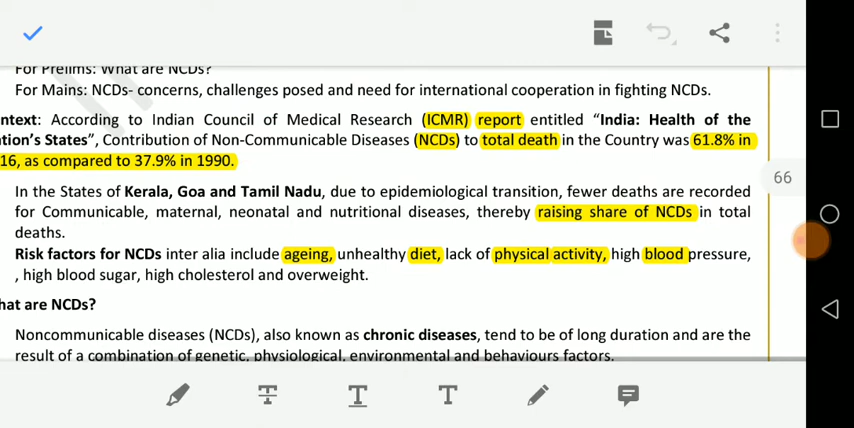 For Prelims: What are NCDs?
For Mains: NCDs- concerns, challenges posed and need for international cooperation in fighting NCDs.
ntext: According to Indian Council of Medical Research (ICMR) report entitled “India: Health of the
tion’s States”, Contribution of Non-Communicable Diseases (NCDs) to total death in the Country was 61.8% in
16, as compared to 37.9% in 1990.
66
In the States of Kerala, Goa and Tamil Nadu, due to epidemiological transition, fewer deaths are recorded
for Communicable, maternal, neonatal and nutritional diseases, thereby raising share of NCDs in total
deaths.
Risk factors for NCDs inter alia include ageing, unhealthy diet, lack of physical activity, high blood pressure,
, high blood sugar, high cholesterol and overweight.
hat are NCDs?
Noncommunicable diseases (NCDs), also known as chronic diseases, tend to be of long duration and are the
result of a combination of genetic, physiological, environmental and behaviours factors.